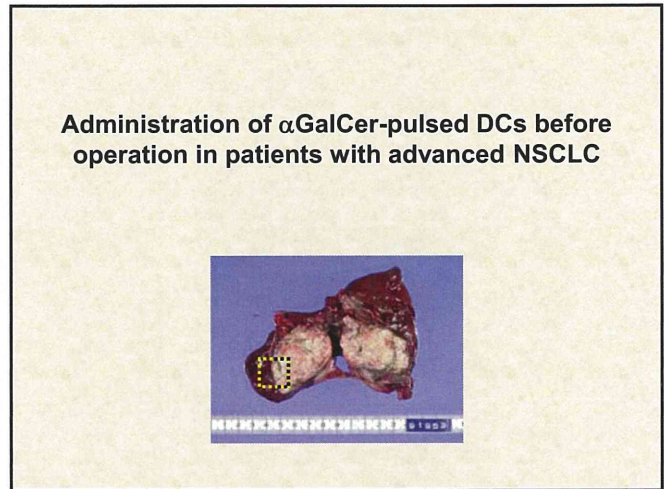 Administration of αGalCer-pulsed DCs before
operation in patients with advanced NSCLC